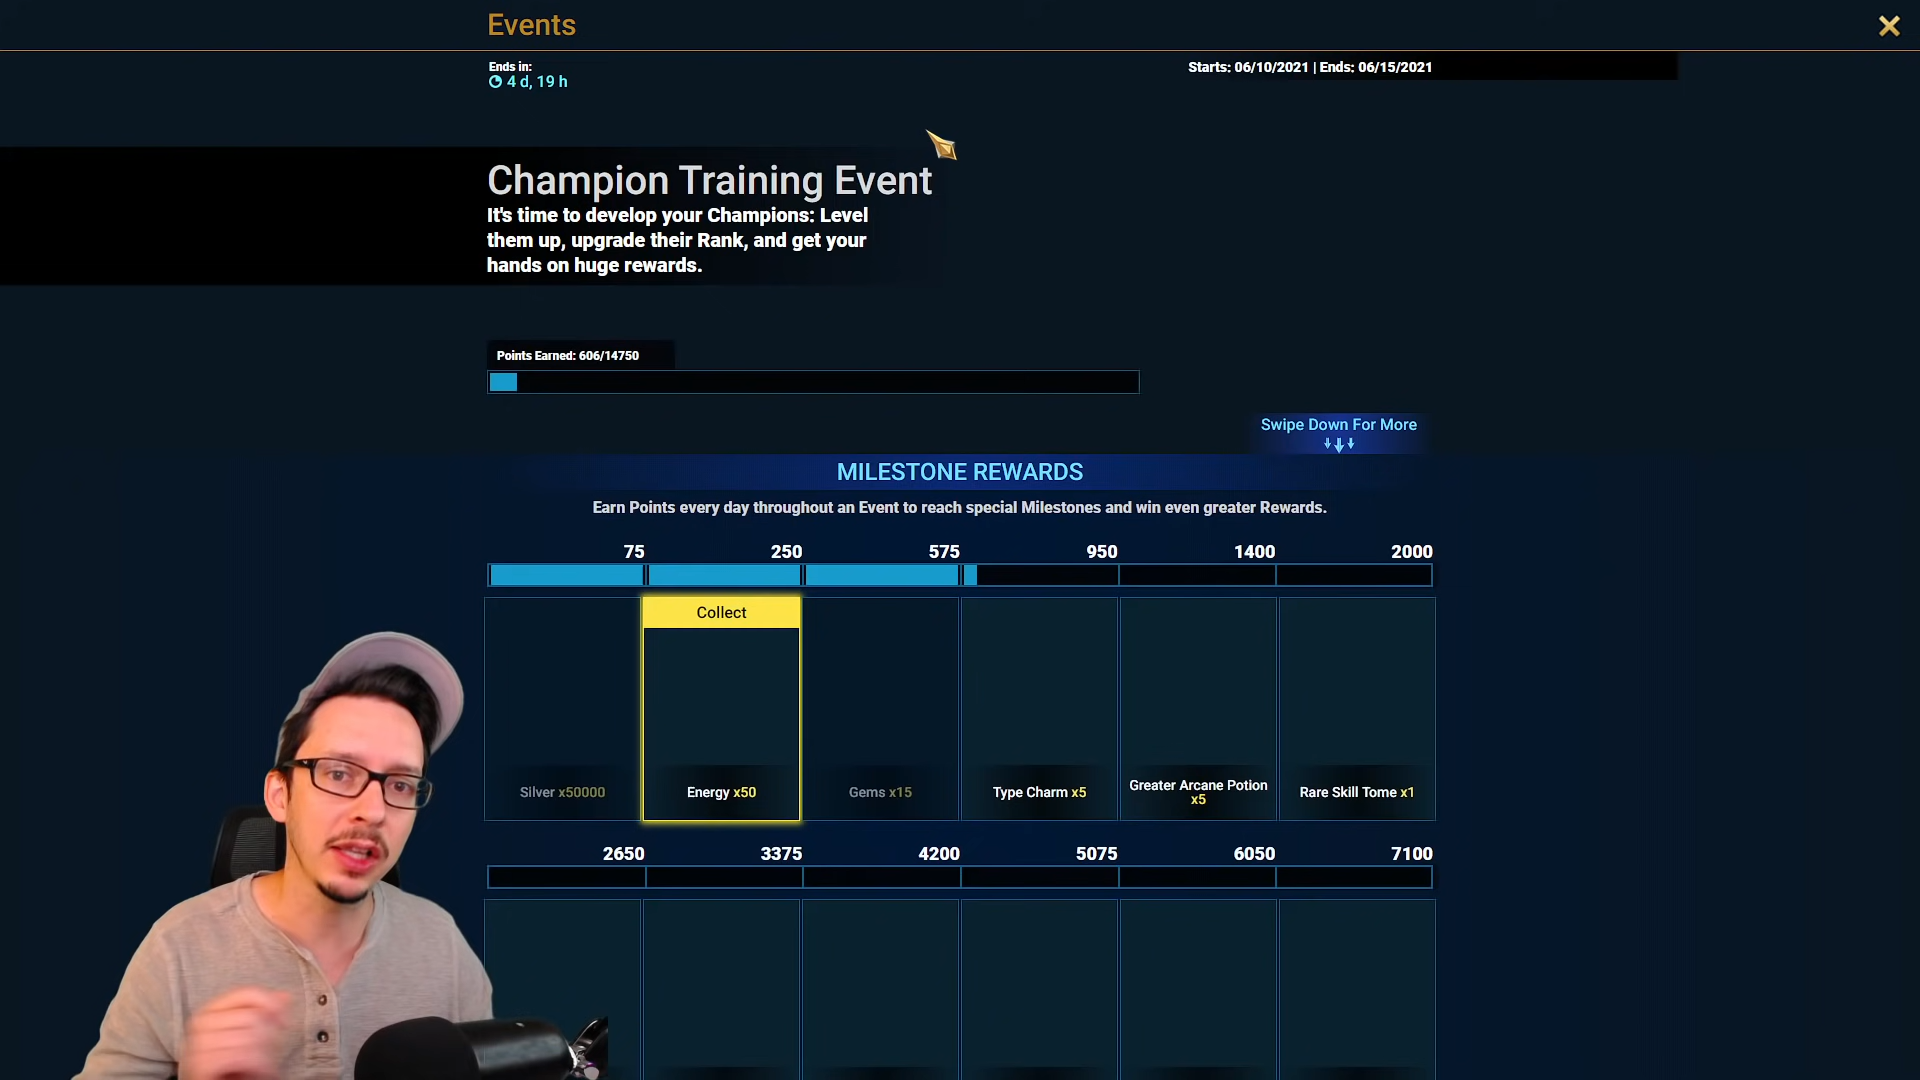 Events
Ends in:
4 d, 19 h
Starts: 06/10/2021 | Ends: 06/15/2021
Champion Training Event
It's time to develop your Champions: Level
them up, upgrade their Rank, and get your
hands on huge rewards.
Points Earned: 606/14750
Swipe Down For More
MILESTONE REWARDS
Earn Points every day throughout an Event to reach special Milestones and win even greater Rewards.
75 250 575 950 1400 2000
Collect
Silver x50000
Energy x50
Gems x15
Type Charm x5
Greater Arcane Potion
x5
Rare Skill Tome x1
2650 3375 4200 5075 6050 7100